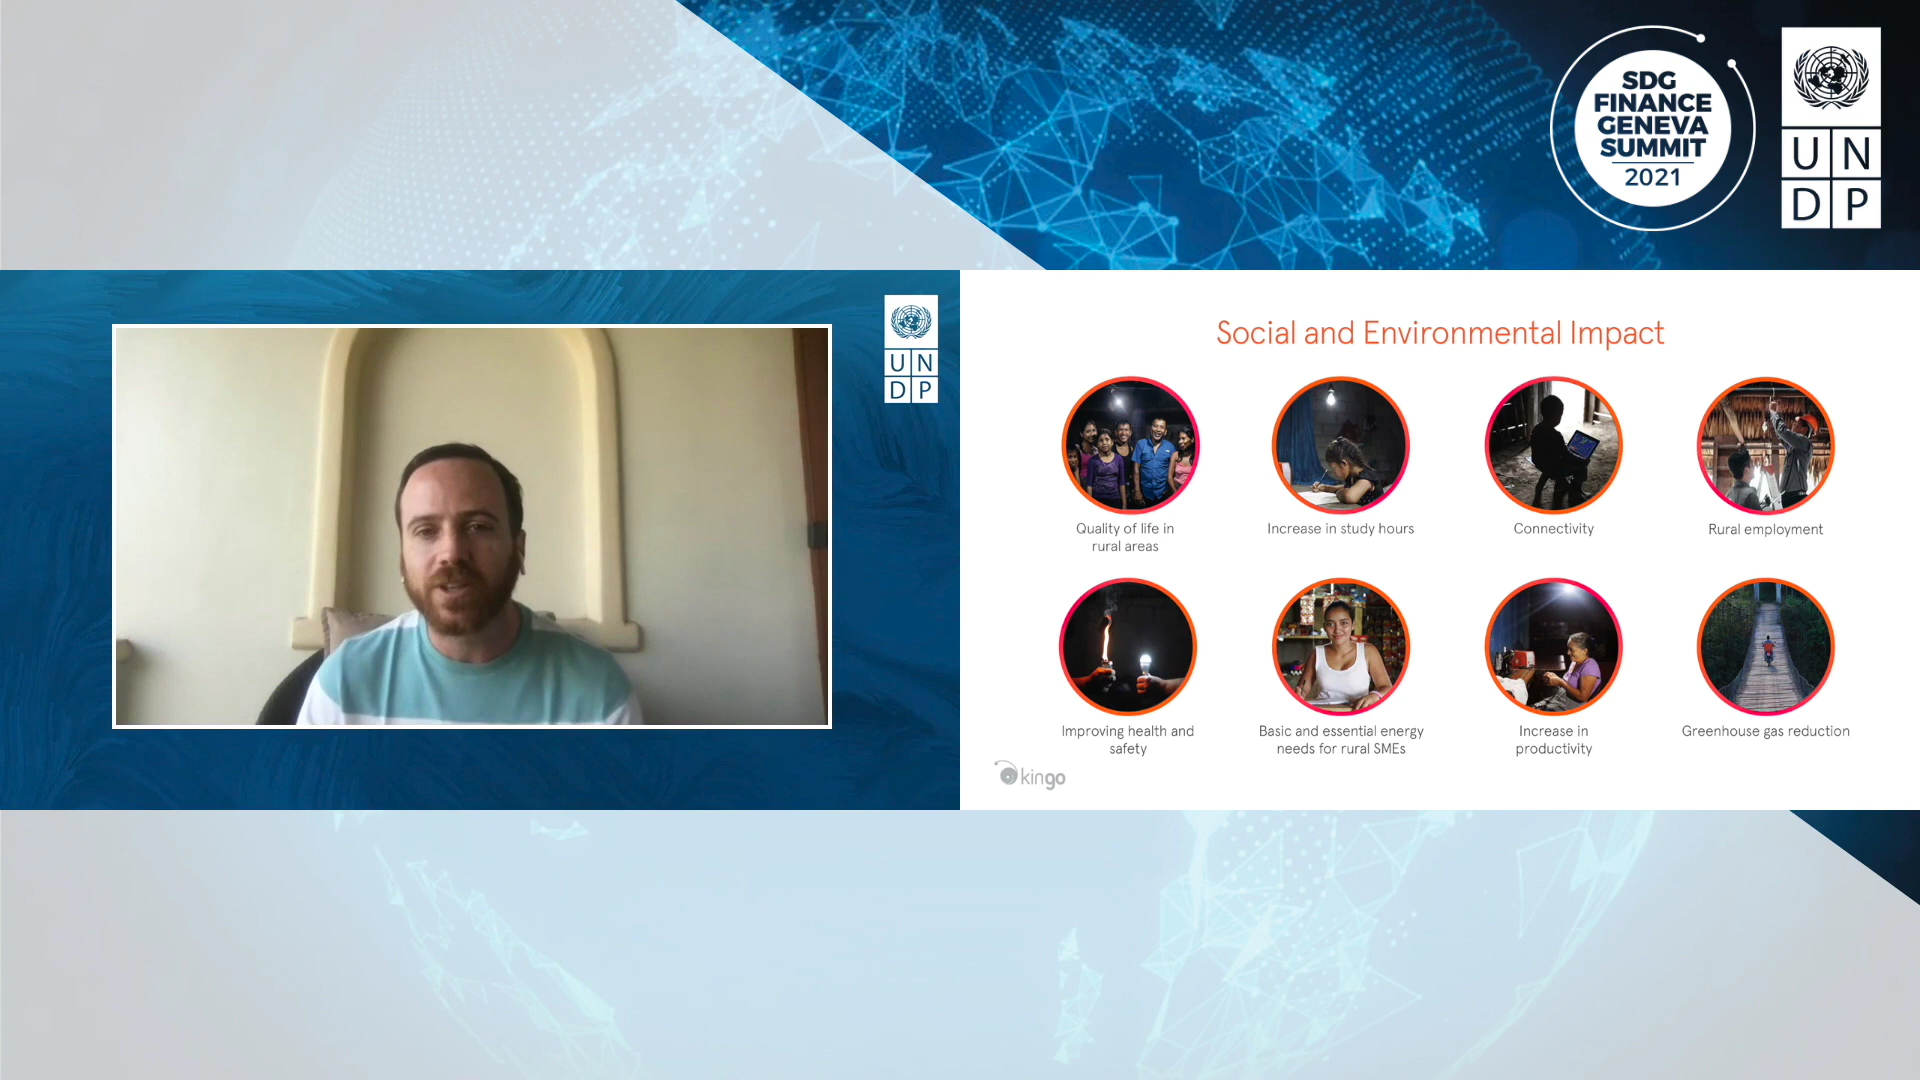 SDG
FINANCE
GENEVA
SUMMIT
2021
U N
D P
U N
D P
Social and Environmental Impact
Quality of life in
rural areas
Increase in study hours
Connectivity
Rural employment
Improving health and
safety
Basic and essential energy
needs for rural SMEs
Increase in
productivity
Greenhouse gas reduction
kingo